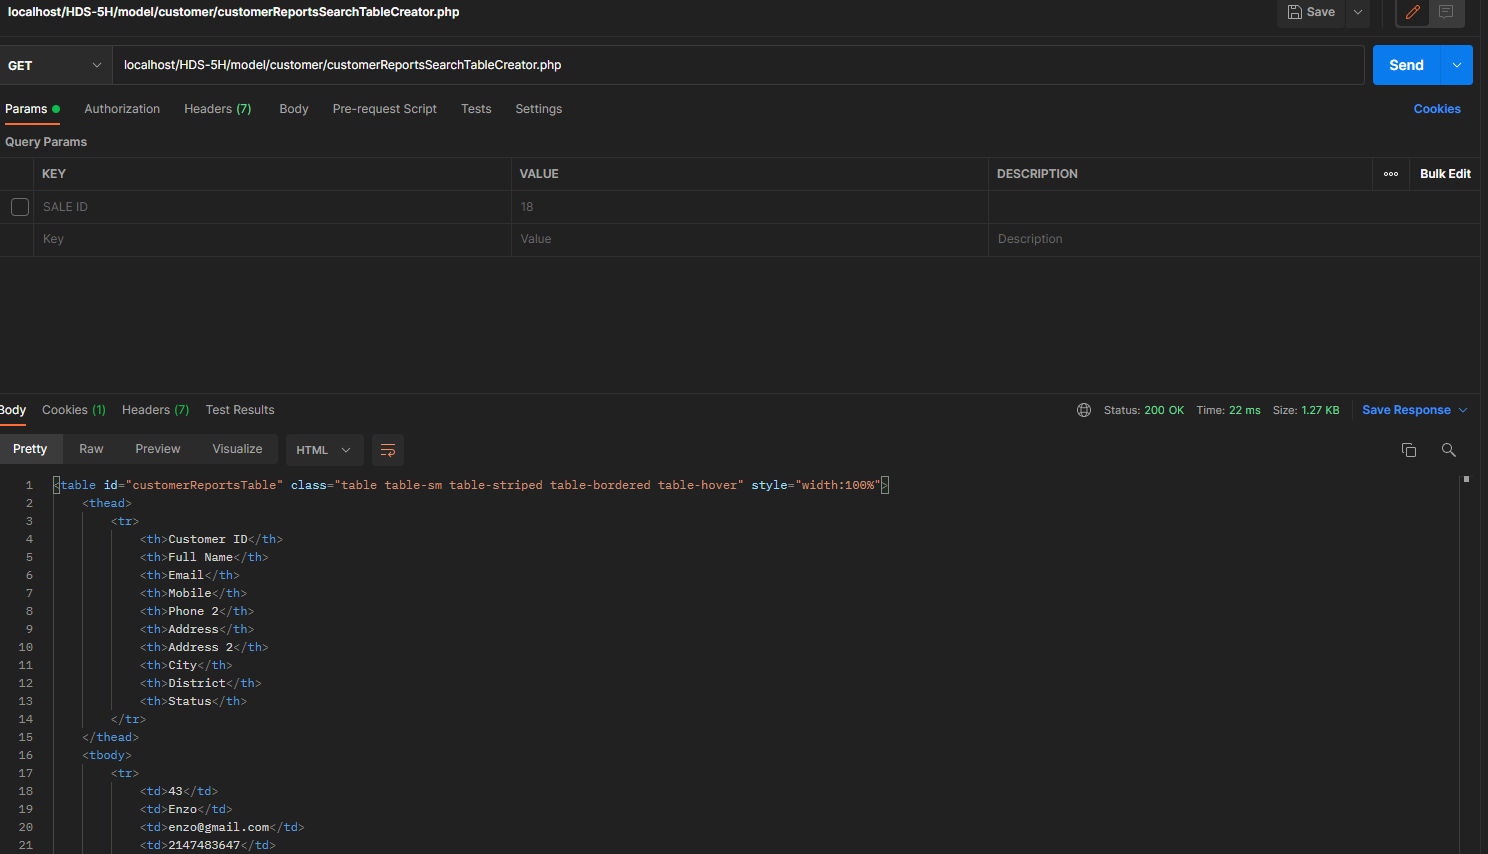 localhost/HDS-5H/model/customer/customerReportsSearchTableCreator.php
Save
GET
localhost/HDS-5H/model/customer/customerReportsSearchTableCreator.php
Send
Params Authorization Headers (7) Body Pre-request Script Tests Settings Cookies
Query Params
KEY VALUE DESCRIPTION Bulk Edit
SALE ID 18
Key Value Description
Body Cookies (1) Headers (7) Test Results Status: 200 OK Time: 22 ms Size: 1.27 KB Save Response
Pretty Raw Preview Visualize HTML
1 <table id="customerReportsTable" class="table table-sm table-striped table-bordered table-hover" style="width:100%">
2 <thead>
3 <tr>
4 <th>Customer ID</th>
5 <th>Full Name</th>
6 <th>Email</th>
7 <th>Mobile</th>
8 <th>Phone 2</th>
9 <th>Address</th>
10 <th>Address 2</th>
11 <th>City</th>
12 <th>District</th>
13 <th>Status</th>
14 </tr>
15 </thead>
16 <tbody>
17 <tr>
18 <td>43</td>
19 <td>Enzo</td>
20 <td>enzo@gmail.com</td>
21 <td>2147483647</td>